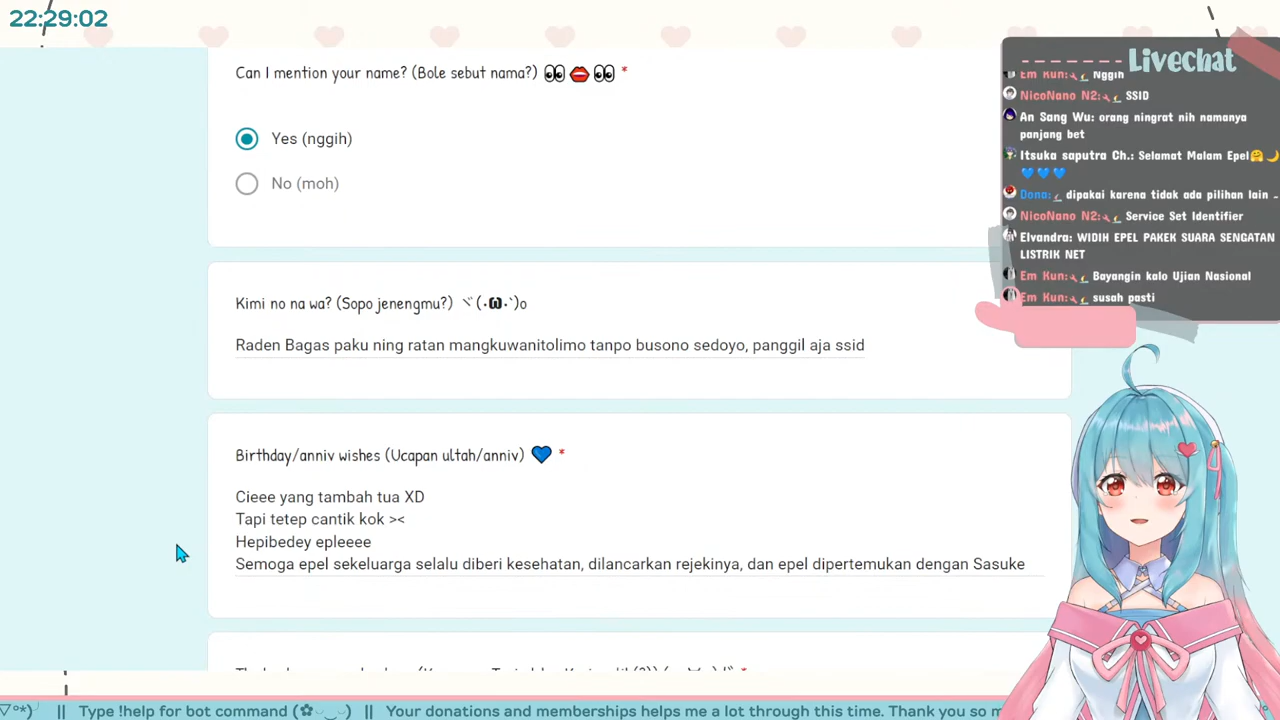 22:29:02
Can I mention your name? (Bole sebut nama?) 👀 👄 👀 *
Yes (nggih)
No (moh)
Kimi no na wa? (Sopo jenengmu?) ヾ(･ω･`)o
Raden Bagas paku ning ratan mangkuwanitolimo tanpo busono sedoyo, panggil aja ssid
Birthday/anniv wishes (Ucapan ultah/anniv) 💙 *
Cieee yang tambah tua XD
Tapi tetep cantik kok ><
Hepibedey epleeee
Semoga epel sekeluarga selalu diberi kesehatan, dilancarkan rejekinya, dan epel dipertemukan dengan Sasuke
Livechat
Em Kun: Nggih
NicoNano N2: SSID
An Sang Wu: orang ningrat nih namanya
panjang bet
Itsuka saputra Ch.: Selamat Malam Epel🤗🌙
💙💙💙
Dona: dipakai karena tidak ada pilihan lain -
NicoNano N2: Service Set Identifier
Elvandra: WIDIH EPEL PAKEK SUARA SENGATAN
LISTRIK NET
Em Kun: Bayangin kalo Ujian Nasional
Em Kun: susah pasti
|| Type !help for bot command (✿◡‿◡) || Your donations and memberships helps me a lot through this time. Thank you so m